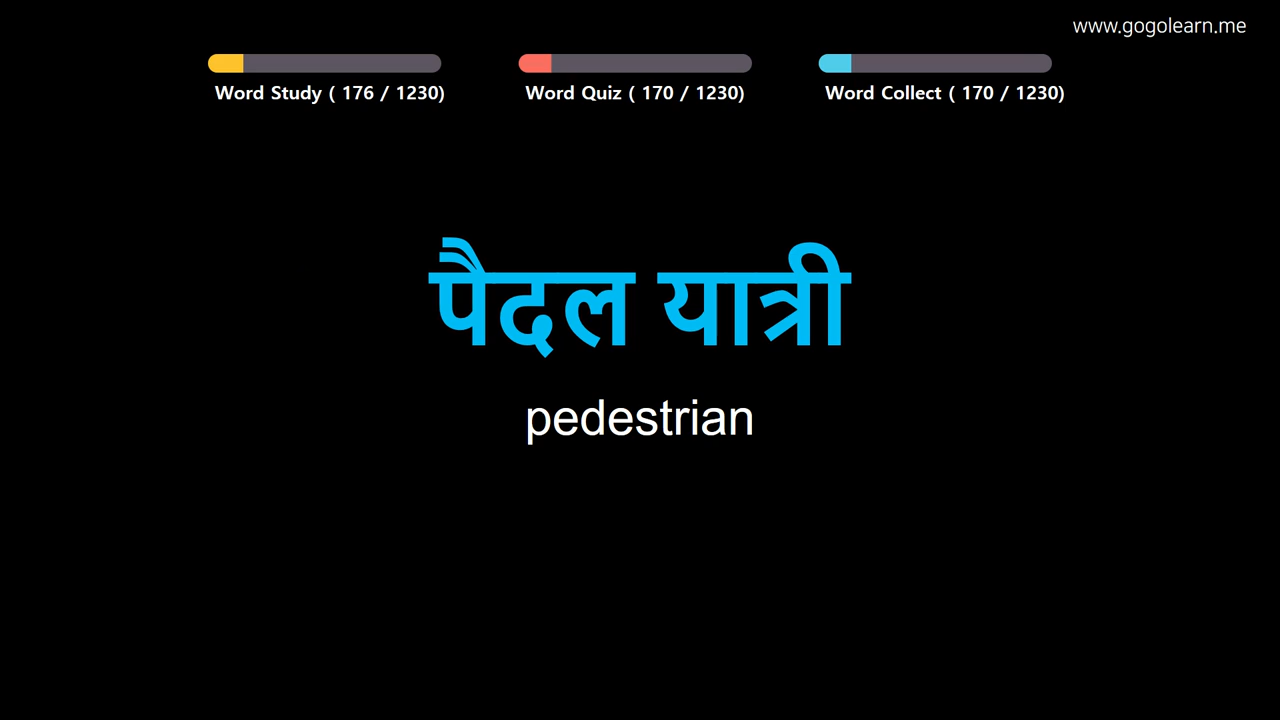 www.gogolearn.me
Word Study ( 176 / 1230)
Word Quiz ( 170 / 1230)
Word Collect ( 170 / 1230)
पैदल यात्री
pedestrian